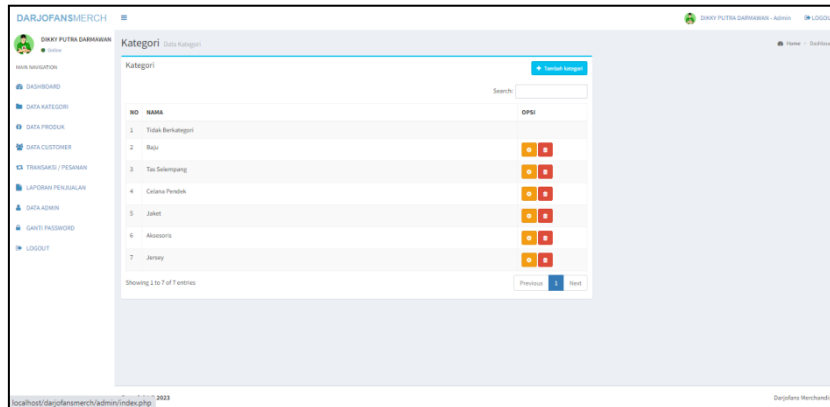 DARJOFANSMERCH
DIKKY PUTRA DARMAWAN - Admin LOGOU
DIKKY PUTRA DARMAWAN
Online
MAIN NAVIGATION
DASHBOARD
DATA KATEGORI
DATA PRODUK
DATA CUSTOMER
TRANSAKSI / PESANAN
LAPORAN PENJUALAN
DATA ADMIN
GANTI PASSWORD
LOGOUT
Kategori Data Kategori
Home Dashboa
Kategori
Tambah kategori
Search:
NO NAMA OPSI
1 Tidak Berkategori
2 Baju
3 Tas Selempang
4 Celana Pendek
5 Jaket
6 Aksesoris
7 Jersey
Showing 1 to 7 of 7 entries
Previous 1 Next
2023
Darjofans Merchandi
localhost/darjofansmerch/admin/index.php